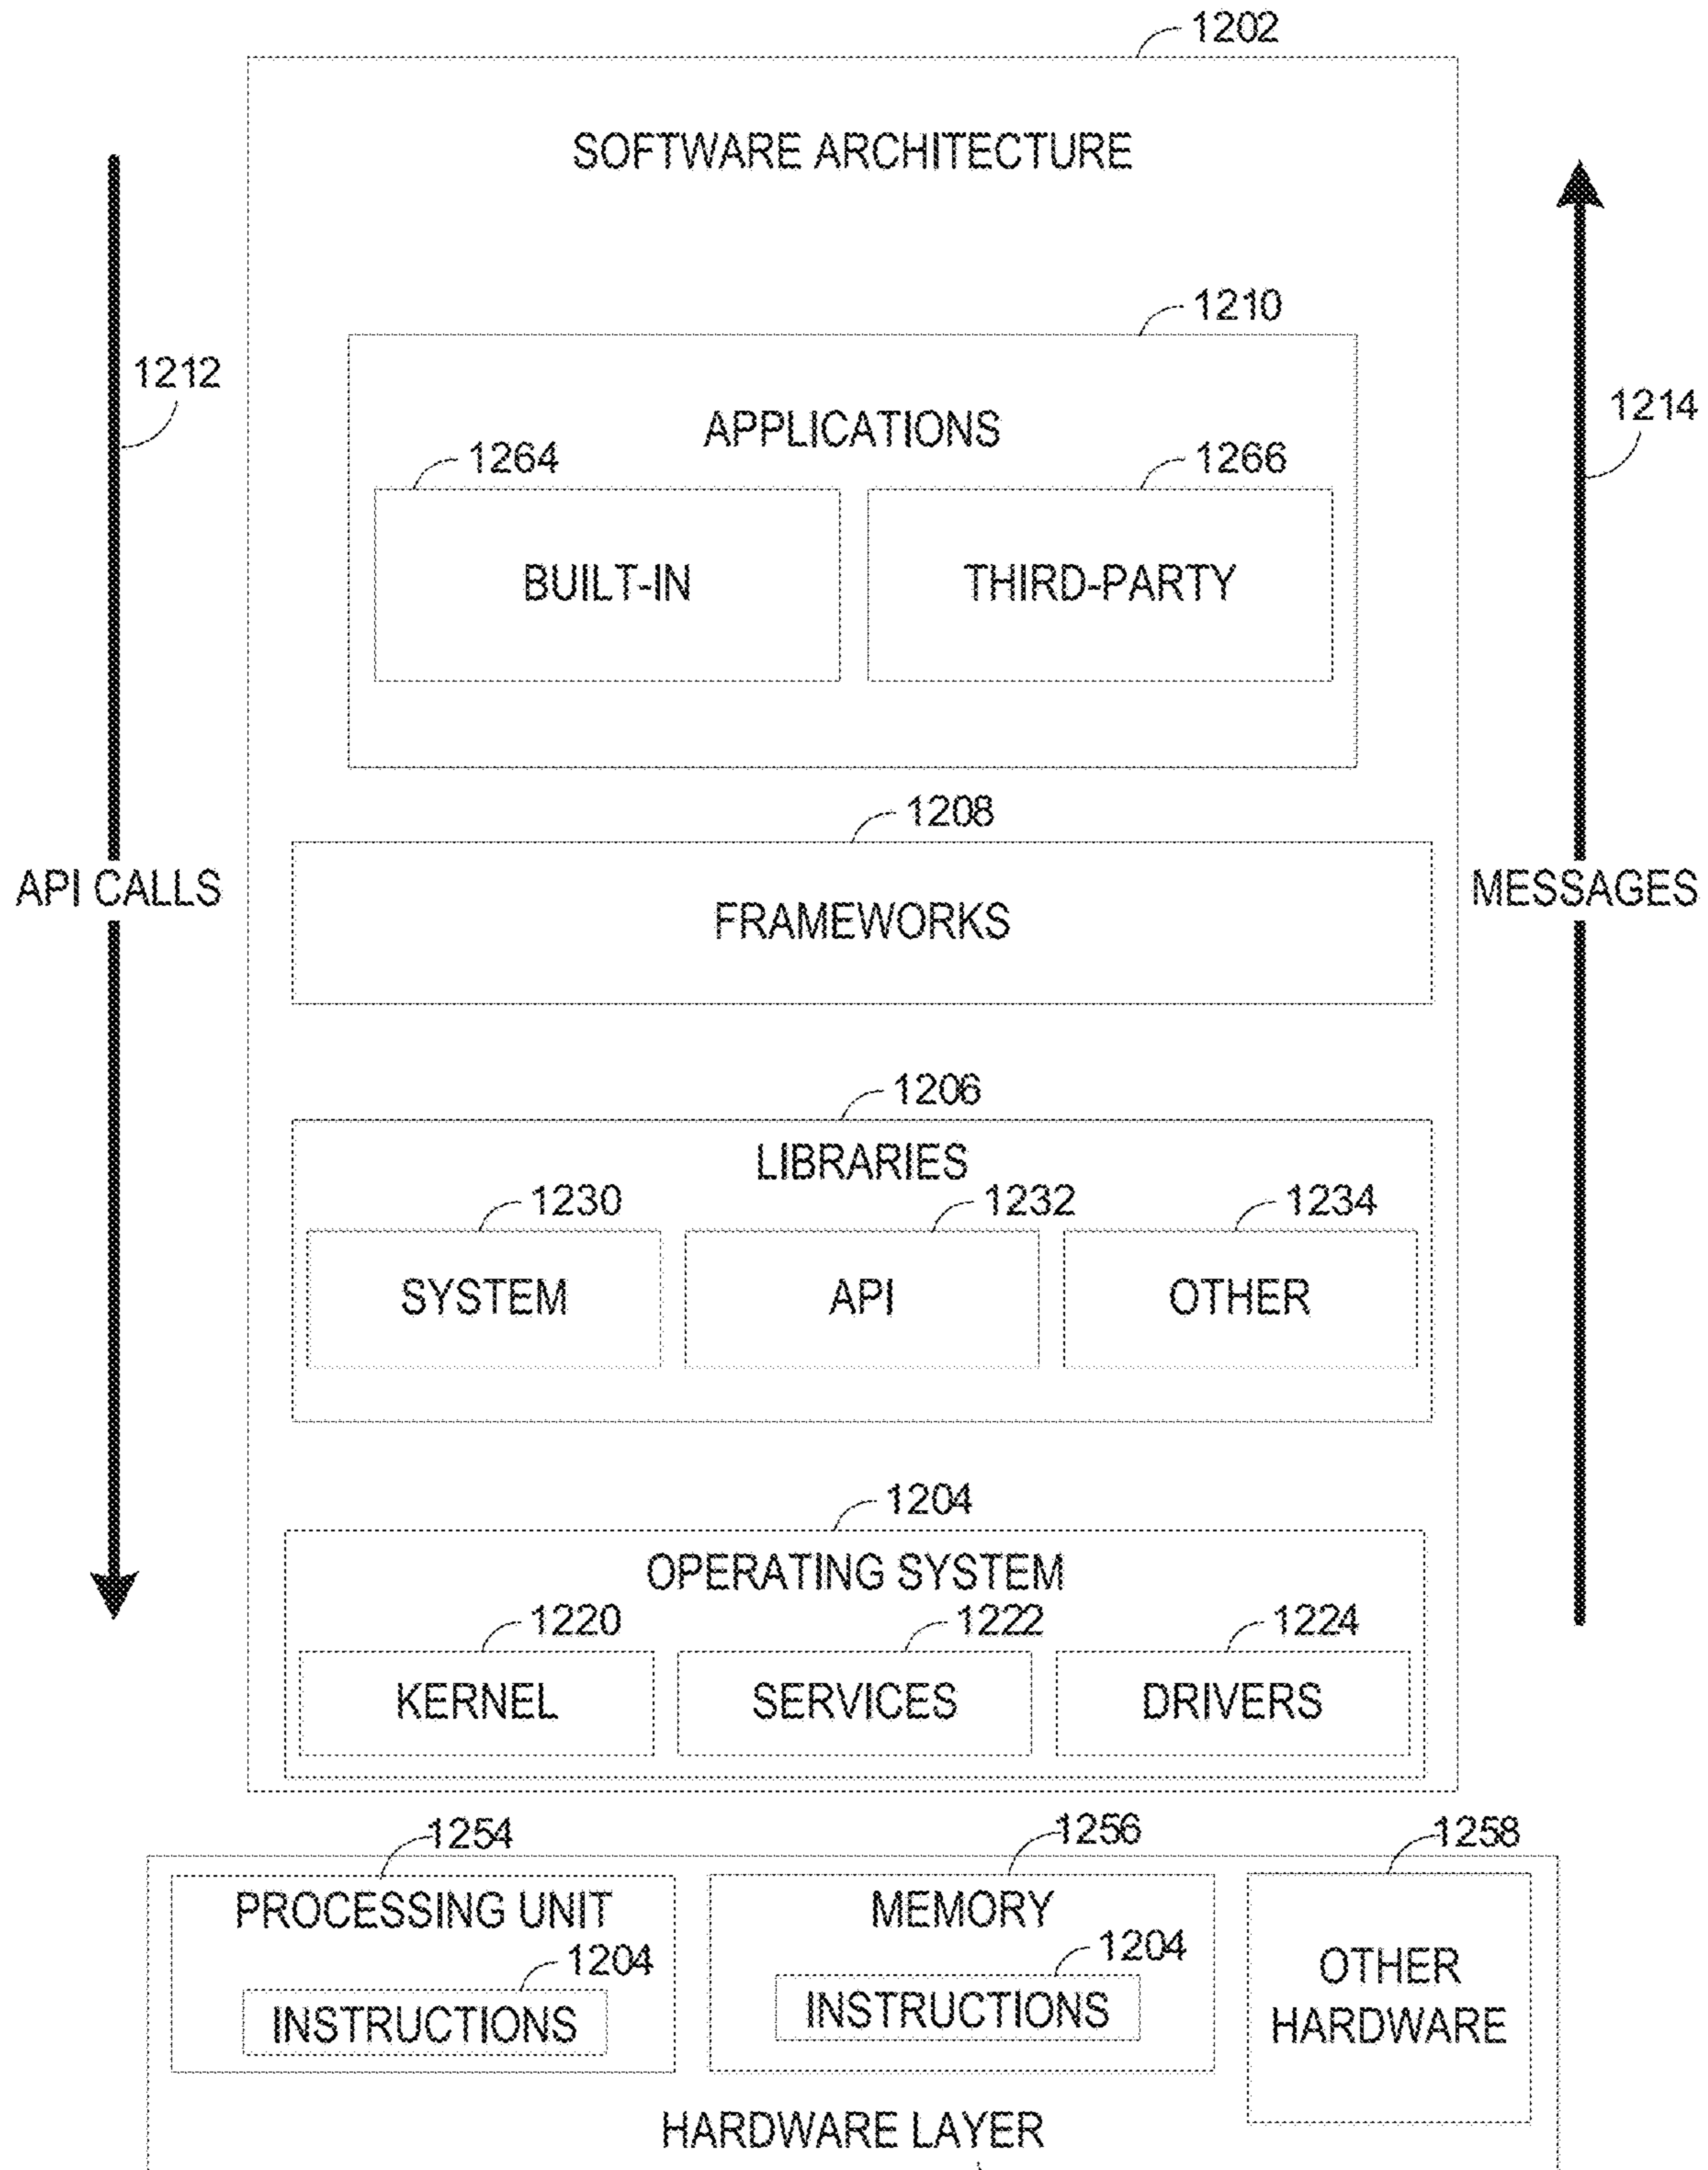 1202
SOFTWARE ARCHITECTURE
1210
1212
1214
APPLICATIONS
1264
1266
BUILT-IN
THIRD-PARTY
1208
API CALLS
MESSAGES
FRAMEWORKS
1206
LIBRARIES
1230
1232
1234
SYSTEM
API
OTHER
1204
OPERATING SYSTEM
1220
1222
1224
KERNEL
SERVICES
DRIVERS
1254
1256
1258
PROCESSING UNIT
MEMORY
1204
1204
OTHER
HARDWARE
INSTRUCTIONS
INSTRUCTIONS
HARDWARE LAYER